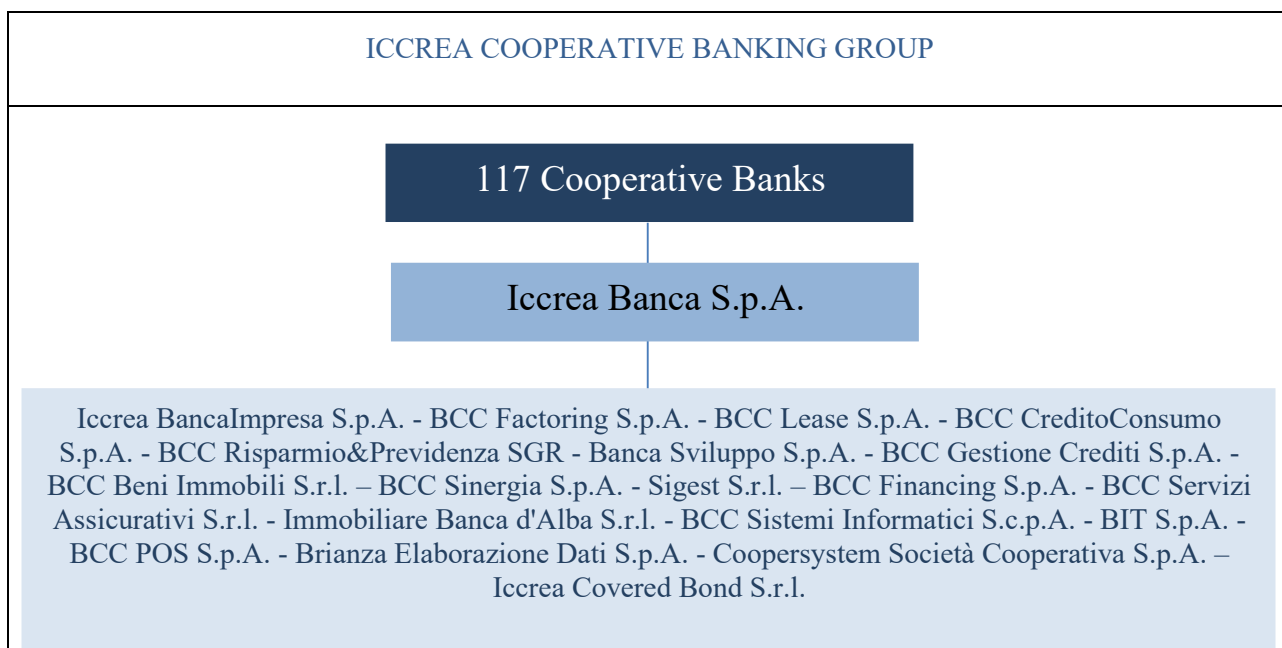 ICCREA COOPERATIVE BANKING GROUP
117 Cooperative Banks
Iccrea Banca S.p.A.
Iccrea BancaImpresa S.p.A. - BCC Factoring S.p.A. - BCC Lease S.p.A. - BCC CreditoConsumo
S.p.A. - BCC Risparmio&Previdenza SGR - Banca Sviluppo S.p.A. - BCC Gestione Crediti S.p.A. -
BCC Beni Immobili S.r.l. – BCC Sinergia S.p.A. - Sigest S.r.l. – BCC Financing S.p.A. - BCC Servizi
Assicurativi S.r.l. - Immobiliare Banca d'Alba S.r.l. - BCC Sistemi Informatici S.c.p.A. - BIT S.p.A. -
BCC POS S.p.A. - Brianza Elaborazione Dati S.p.A. - Coopersystem Società Cooperativa S.p.A. –
Iccrea Covered Bond S.r.l.